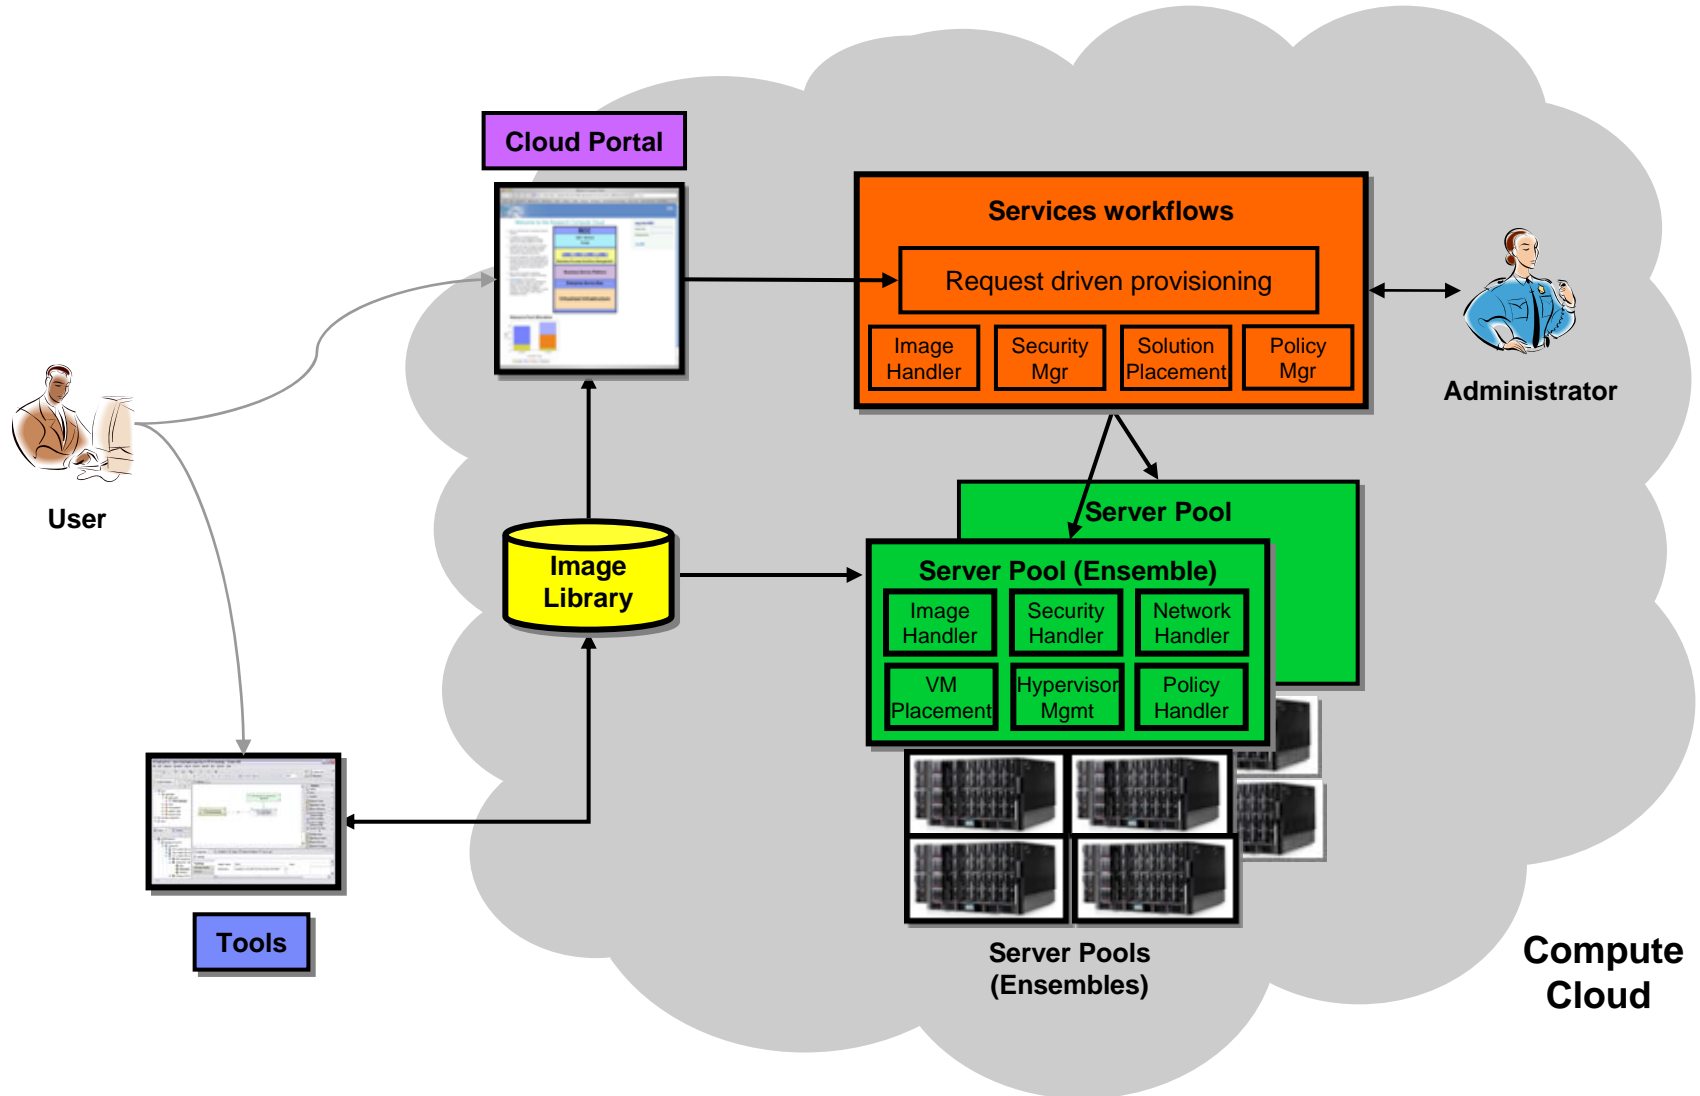 Cloud Portal
Services workflows
Request driven provisioning
Image
Handler
Security
Mgr
Solution
Placement
Policy
Mgr
Administrator
User
Image
Library
Server Pool
Server Pool (Ensemble)
Image
Handler
Security
Handler
Network
Handler
VM
Placement
Hypervisor
Mgmt
Policy
Handler
Tools
Server Pools
(Ensembles)
Compute
Cloud